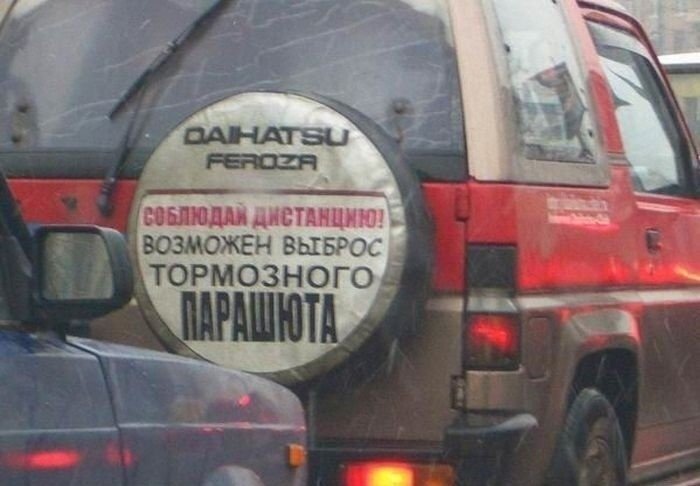 DAIHATSU
FEROZA
СОБЛЮДАЙ ДИСТАНЦИЮ!
ВОЗМОЖЕН ВЫБРОС
ТОРМОЗНОГО
ПАРАШЮТА